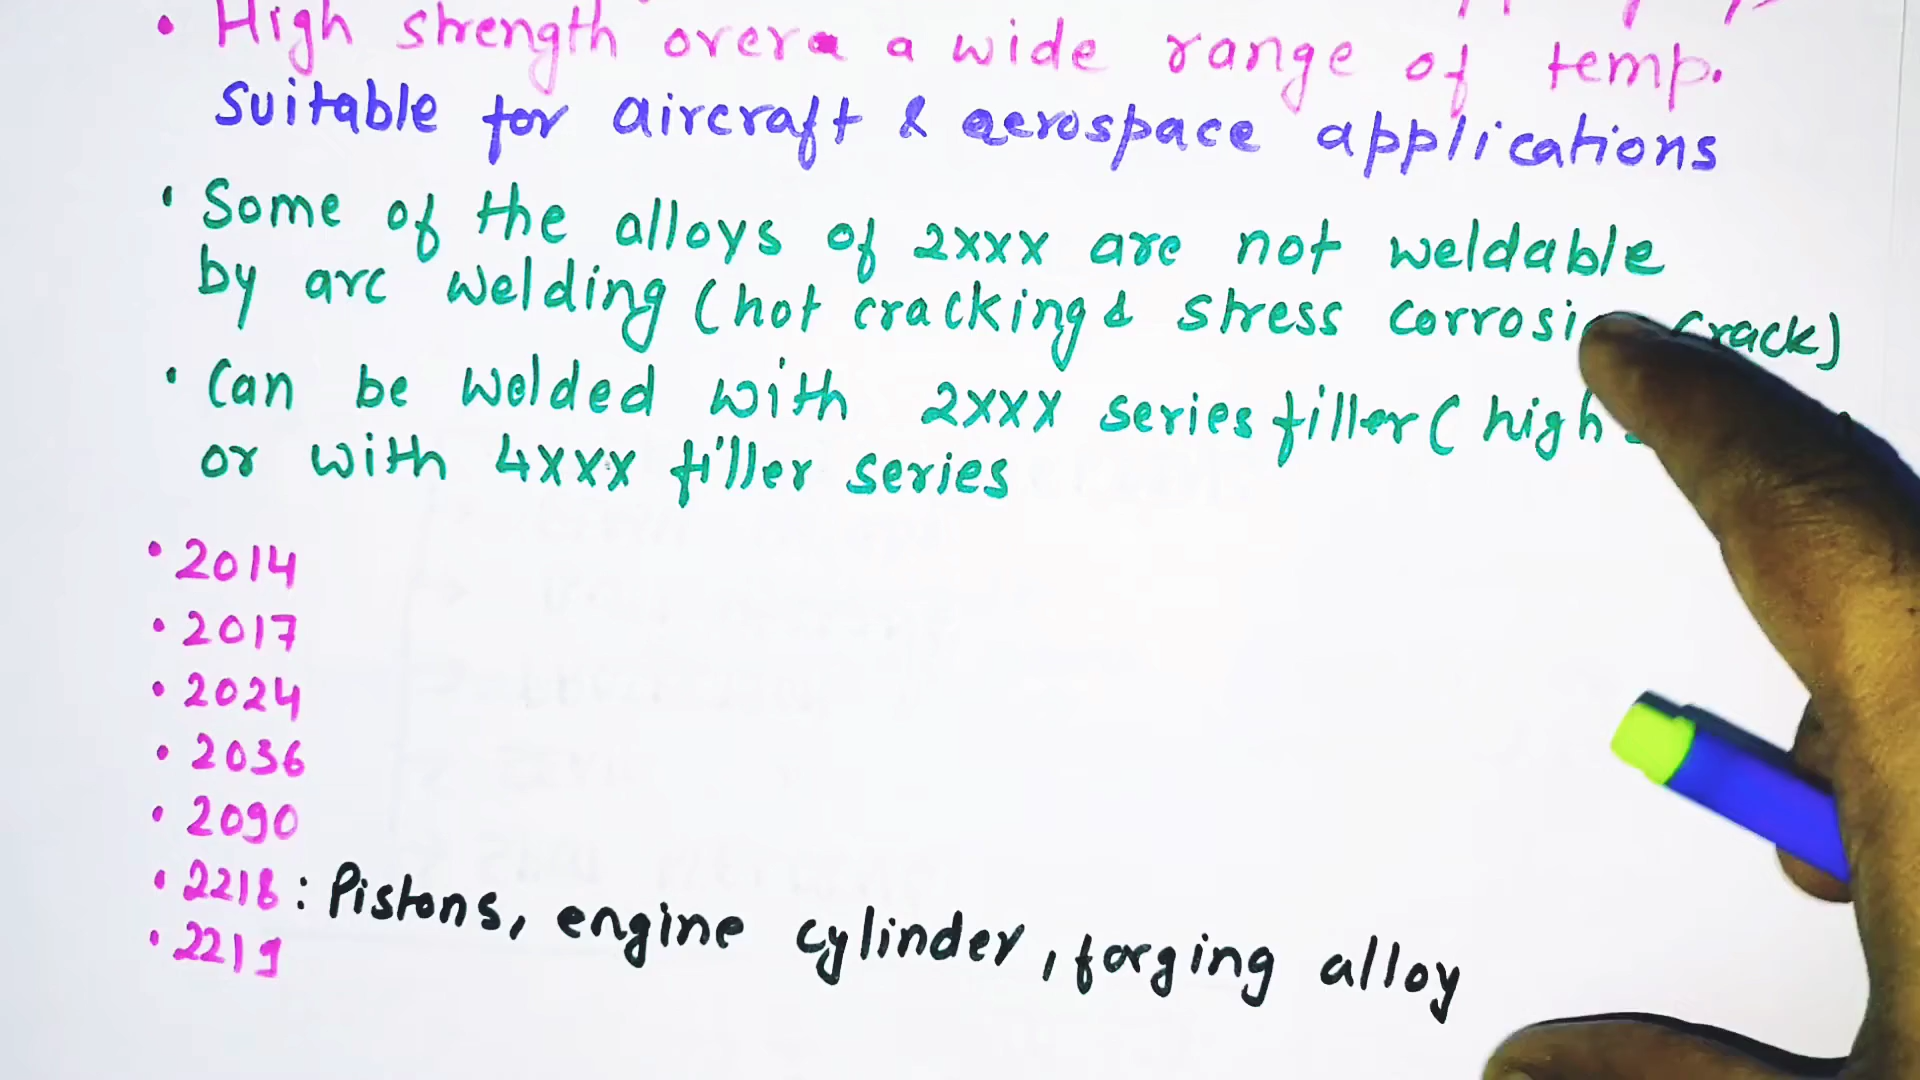 • High strength over a a wide range of temp.
suitable for aircraft & aerospace applications
• Some of the alloys of 2xxx are not weldable
by arc welding (hot cracking & stress corrosi crack)
• Can be welded with 2xxx series filler ( high
or with 4xxx filler series
• 2014
• 2017
• 2024
• 2036
• 2090
• 2218 : Pistons, engine cylinder, forging alloy
• 2219